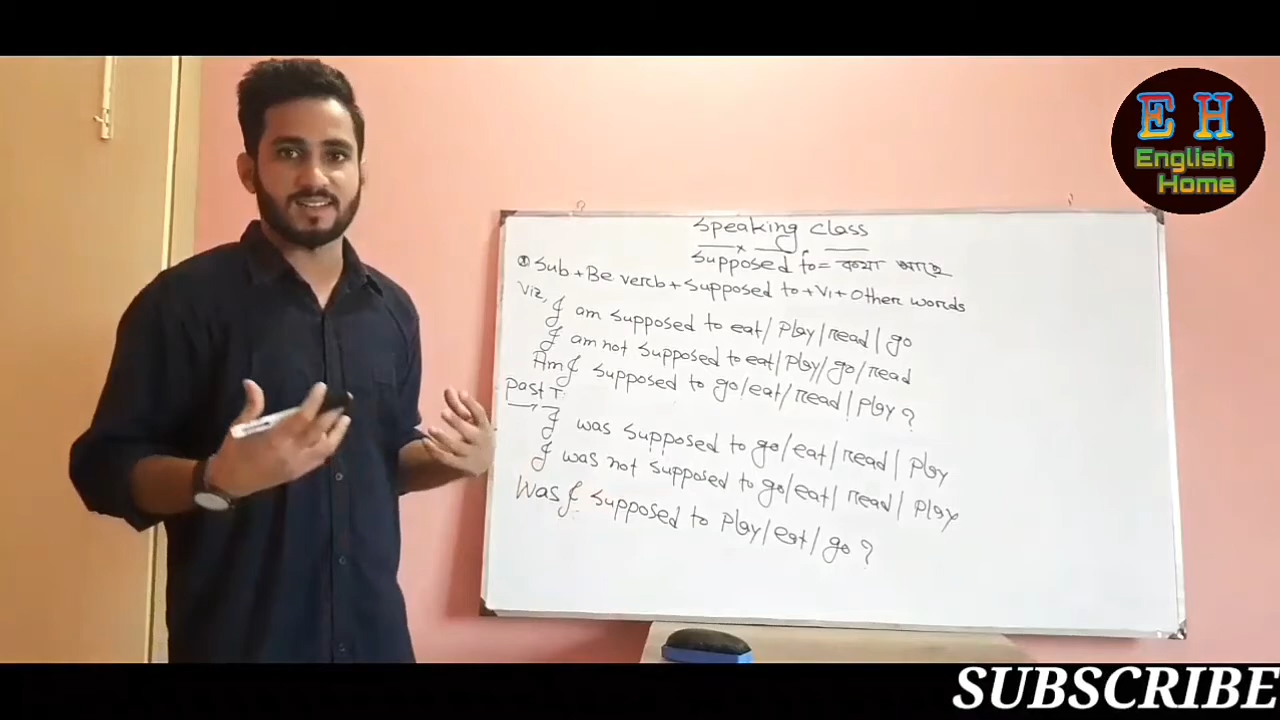 E H
English
Home
Speaking class
Supposed to = কথা আছে
① Sub + Be verb + Supposed to + V1 + Other words
Viz, I am supposed to eat/ Play/ read/ go
I am not supposed to eat/ play/ go/ read
Am I supposed to go/ eat/ read/ play?
Past T:
I was supposed to go/ eat/ read/ play
I was not supposed to go/ eat/ read/ play
Was I supposed to Play/ eat/ go?
SUBSCRIBE